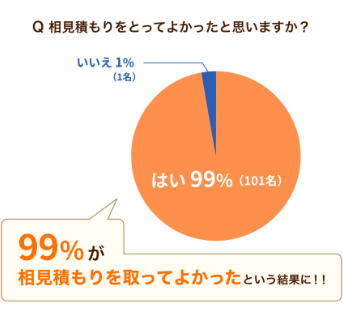 Q 相見積もりをとってよかったと思いますか？
いいえ 1%
（1名）
はい 99%（101名）
99% が
相見積もりを取ってよかったという結果に！！